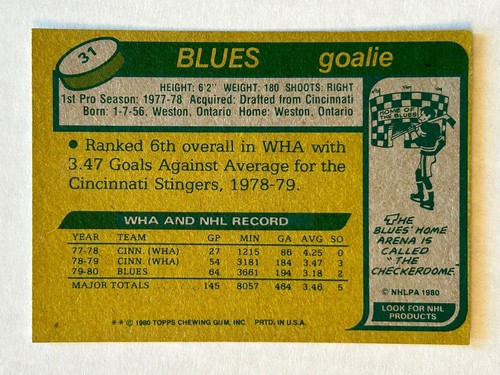 31
BLUES goalie
HEIGHT: 6'2" WEIGHT: 180 SHOOTS: RIGHT
1st Pro Season: 1977-78 Acquired: Drafted from Cincinnati
Born: 1-7-56, Weston, Ontario Home: Weston, Ontario
• Ranked 6th overall in WHA with
3.47 Goals Against Average for the
Cincinnati Stingers, 1978-79.
WHA AND NHL RECORD
YEAR TEAM GP MIN GA AVG SO
77-78 CINN. (WHA) 27 1215 86 4.25 0
78-79 CINN. (WHA) 54 3181 184 3.47 3
79-80 BLUES 64 3661 194 3.18 2
MAJOR TOTALS 145 8057 464 3.46 5
** © 1980 TOPPS CHEWING GUM, INC. PRTD. IN U.S.A.
HOME OF
THE BLUES
THE
BLUES' HOME
ARENA IS
CALLED
"THE
CHECKERDOME."
© NHLPA 1980
LOOK FOR NHL
PRODUCTS